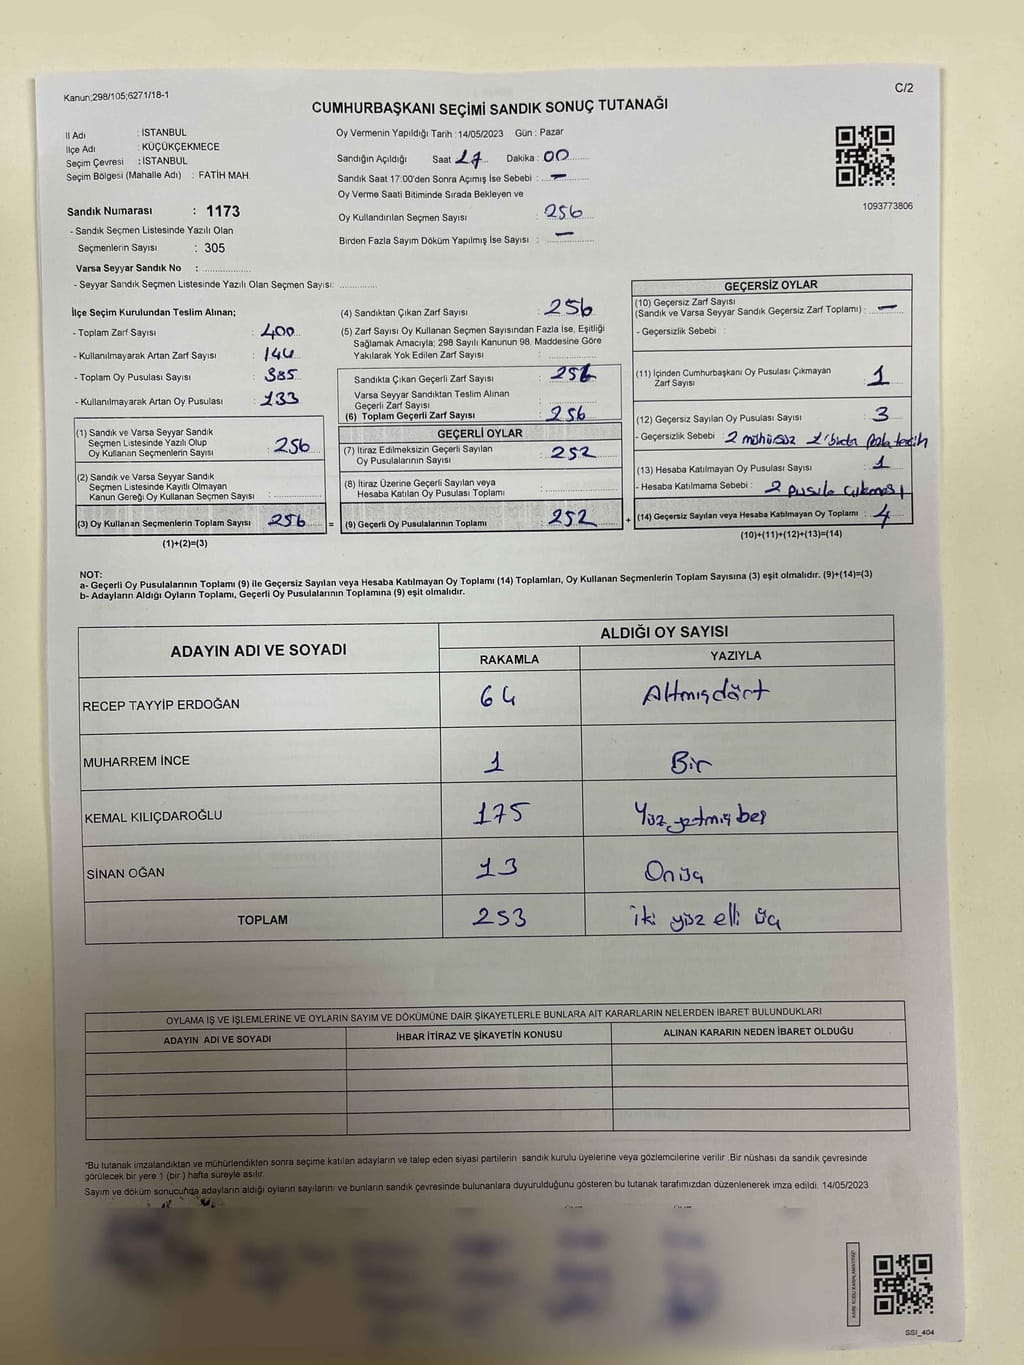 Kanun;298/105;6271/18-1
C/2
CUMHURBAŞKANI SEÇİMİ SANDIK SONUÇ TUTANAĞI
İl Adı : İSTANBUL
İlçe Adı : KÜÇÜKÇEKMECE
Seçim Çevresi : İSTANBUL
Seçim Bölgesi (Mahalle Adı) : FATİH MAH.
Sandık Numarası : 1173
- Sandık Seçmen Listesinde Yazılı Olan
Seçmenlerin Sayısı : 305
Varsa Seyyar Sandık No : ....................
- Seyyar Sandık Seçmen Listesinde Yazılı Olan Seçmen Sayısı: ...............
Oy Vermenin Yapıldığı Tarih :14/05/2023 Gün : Pazar
Sandığın Açıldığı Saat 17 Dakika : 00
Sandık Saat 17:00'den Sonra Açımış İse Sebebi : —
Oy Verme Saati Bitiminde Sırada Bekleyen ve
Oy Kullandırılan Seçmen Sayısı : 256
Birden Fazla Sayım Döküm Yapılmış İse Sayısı : —
1093773806
İlçe Seçim Kurulundan Teslim Alınan;
- Toplam Zarf Sayısı : 400
- Kullanılmayarak Artan Zarf Sayısı : 144
- Toplam Oy Pusulası Sayısı : 385
- Kullanılmayarak Artan Oy Pusulası : 133
(1) Sandık ve Varsa Seyyar Sandık
Seçmen Listesinde Yazılı Olup
Oy Kullanan Seçmenlerin Sayısı : 256
(2) Sandık ve Varsa Seyyar Sandık
Seçmen Listesinde Kayıtlı Olmayan
Kanun Gereği Oy Kullanan Seçmen Sayısı : ...............
(3) Oy Kullanan Seçmenlerin Toplam Sayısı : 256 =
(1)+(2)=(3)
(4) Sandıktan Çıkan Zarf Sayısı : 256
(5) Zarf Sayısı Oy Kullanan Seçmen Sayısından Fazla İse, Eşitliği
Sağlamak Amacıyla; 298 Sayılı Kanunun 98. Maddesine Göre
Yakılarak Yok Edilen Zarf Sayısı : ...............
Sandıkta Çıkan Geçerli Zarf Sayısı : 256
Varsa Seyyar Sandıktan Teslim Alınan
Geçerli Zarf Sayısı : ...............
(6) Toplam Geçerli Zarf Sayısı : 256
GEÇERLİ OYLAR
(7) İtiraz Edilmeksizin Geçerli Sayılan
Oy Pusulalarının Sayısı : 252
(8) İtiraz Üzerine Geçerli Sayılan veya
Hesaba Katılan Oy Pusulası Toplamı : ...............
(9) Geçerli Oy Pusulalarının Toplamı : 252 +
GEÇERSİZ OYLAR
(10) Geçersiz Zarf Sayısı
(Sandık ve Varsa Seyyar Sandık Geçersiz Zarf Toplamı) : —
- Geçersizlik Sebebi :
(11) İçinden Cumhurbaşkanı Oy Pusulası Çıkmayan
Zarf Sayısı : 1
(12) Geçersiz Sayılan Oy Pusulası Sayısı : 3
- Geçersizlik Sebebi : 2 mühürsüz 1'birden fazla tercih
(13) Hesaba Katılmayan Oy Pusulası Sayısı : 1
- Hesaba Katılmama Sebebi : 2 pusula çıkması
(14) Geçersiz Sayılan veya Hesaba Katılmayan Oy Toplamı : 4
(10)+(11)+(12)+(13)=(14)
NOT:
a- Geçerli Oy Pusulalarının Toplamı (9) ile Geçersiz Sayılan veya Hesaba Katılmayan Oy Toplamı (14) Toplamları, Oy Kullanan Seçmenlerin Toplam Sayısına (3) eşit olmalıdır. (9)+(14)=(3)
b- Adayların Aldığı Oyların Toplamı, Geçerli Oy Pusulalarının Toplamına (9) eşit olmalıdır.
ADAYIN ADI VE SOYADI
ALDIĞI OY SAYISI
RAKAMLA YAZIYLA
RECEP TAYYİP ERDOĞAN 64 Altmışdört
MUHARREM İNCE 1 Bir
KEMAL KILIÇDAROĞLU 175 Yüz yetmiş beş
SİNAN OĞAN 13 Onüç
TOPLAM 253 iki yüz elli üç
OYLAMA İŞ VE İŞLEMLERİNE VE OYLARIN SAYIM VE DÖKÜMÜNE DAİR ŞİKAYETLERLE BUNLARA AİT KARARLARIN NELERDEN İBARET BULUNDUKLARI
ADAYIN ADI VE SOYADI İHBAR İTİRAZ VE ŞİKAYETİN KONUSU ALINAN KARARIN NEDEN İBARET OLDUĞU
*Bu tutanak imzalandıktan ve mühürlendikten sonra seçime katılan adayların ve talep eden siyasi partilerin sandık kurulu üyelerine veya gözlemcilerine verilir .Bir nüshası da sandık çevresinde
görülecek bir yere 1 (bir ) hafta süreyle asılır.
Sayım ve döküm sonucunda adayların aldığı oyların sayılarını ve bunların sandık çevresinde bulunanlara duyurulduğunu gösteren bu tutanak tarafımızdan düzenlenerek imza edildi. 14/05/2023
SSI_404